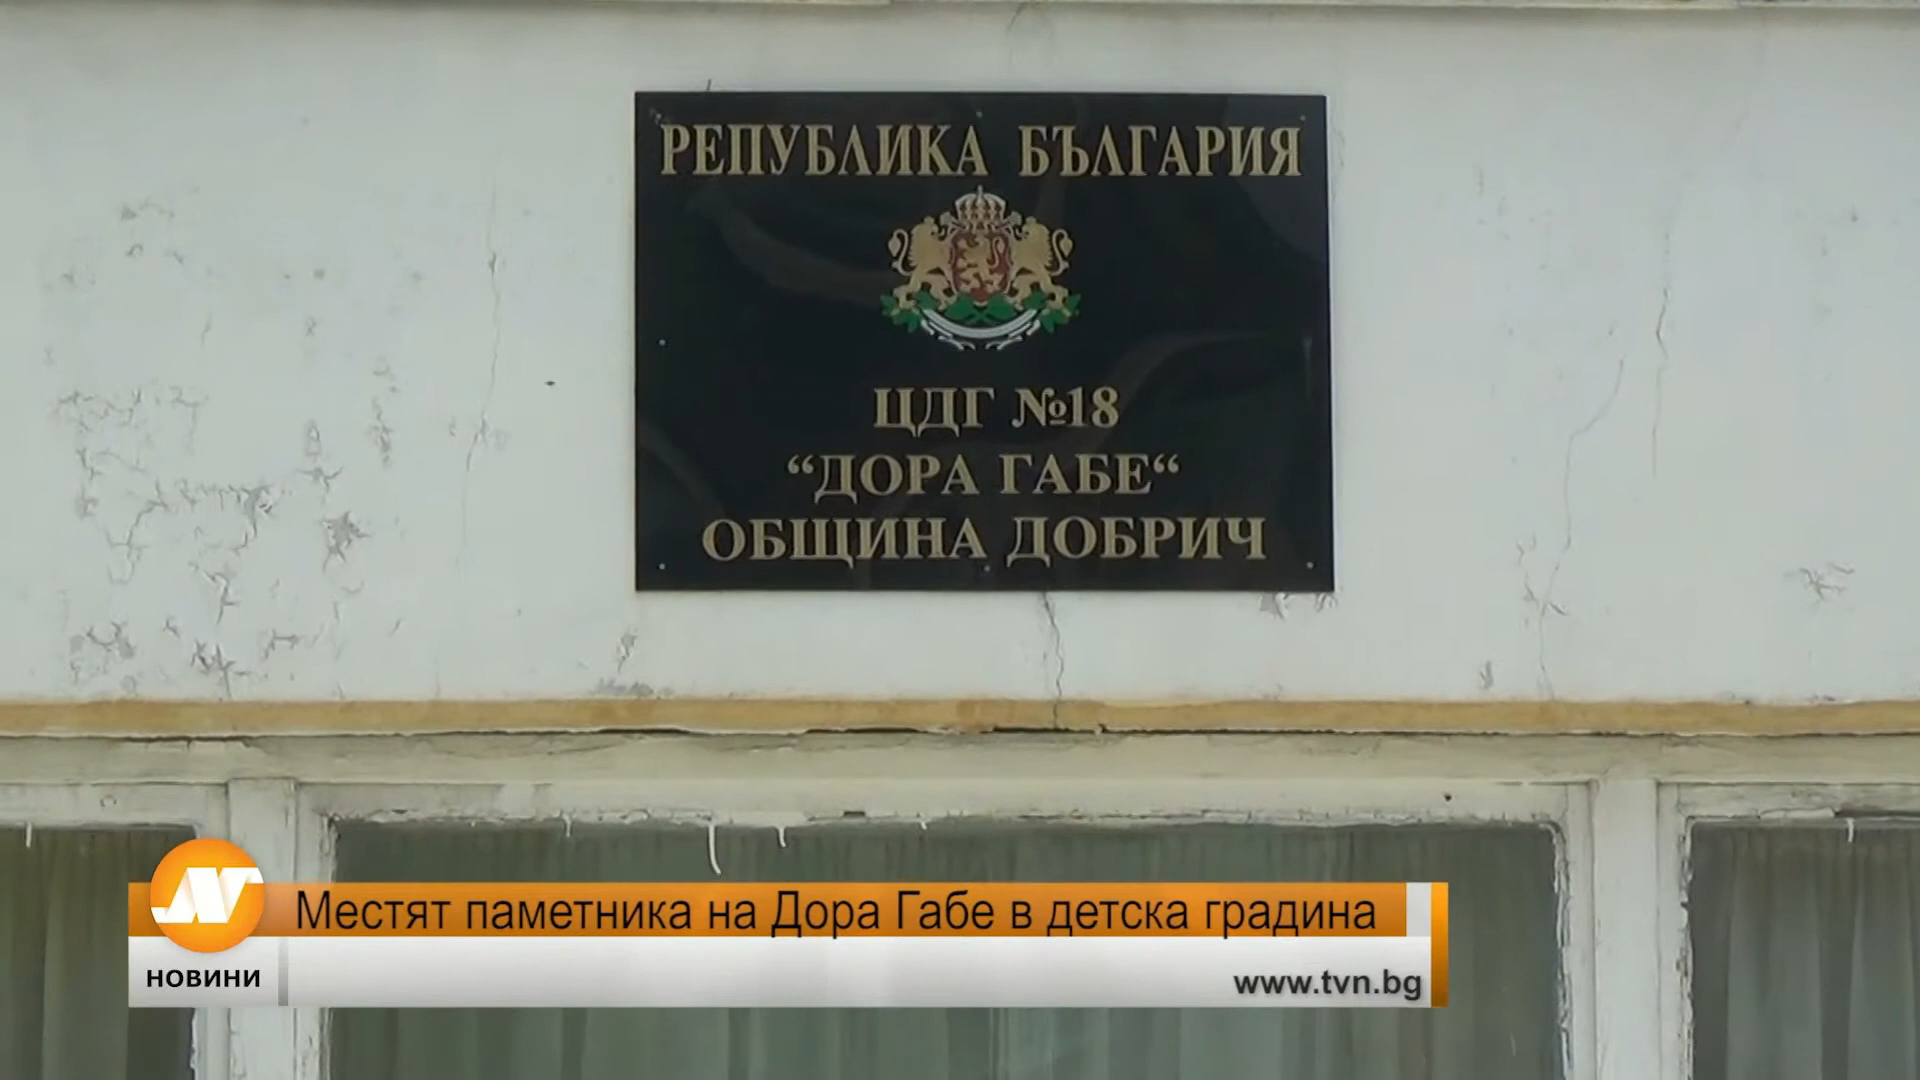 РЕПУБЛИКА БЪЛГАРИЯ
ЦДГ №18
“ДОРА ГАБЕ“
ОБЩИНА ДОБРИЧ
Местят паметника на Дора Габе в детска градина
НОВИНИ
www.tvn.bg